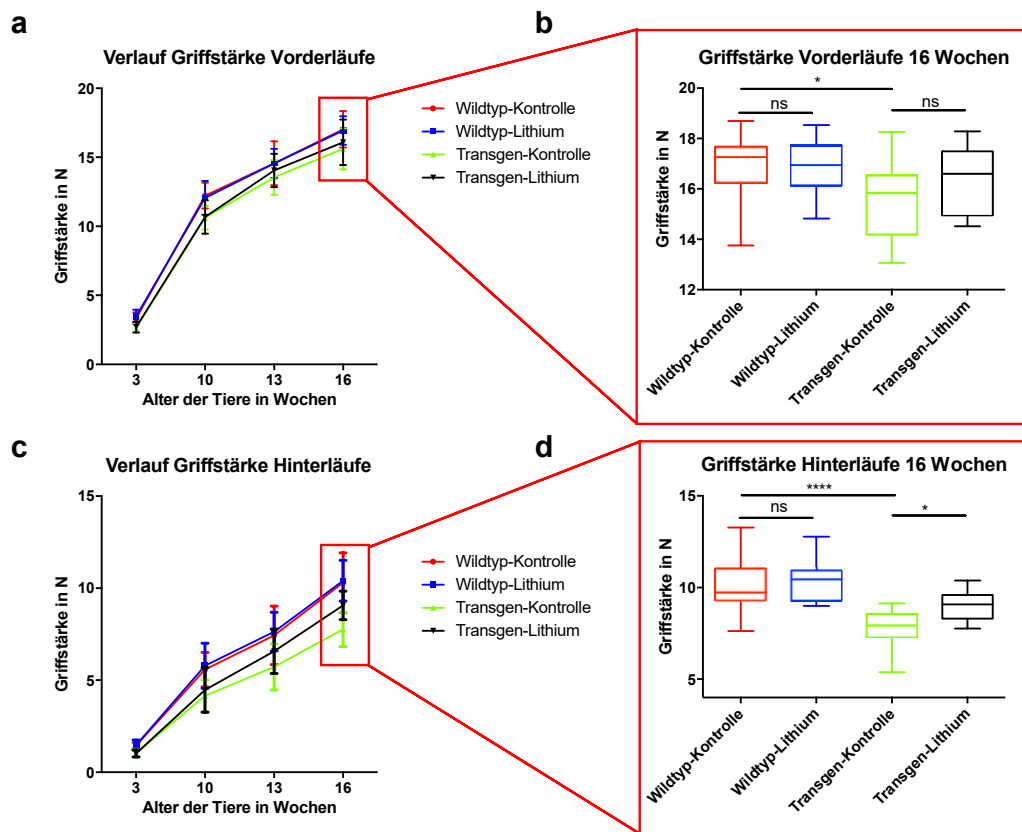 a
Verlauf Griffstärke Vorderläufe
Griffstärke in N
20
15
10
5
0
3
10
13
16
Alter der Tiere in Wochen
Wildtyp-Kontrolle
Wildtyp-Lithium
Transgen-Kontrolle
Transgen-Lithium
b
Griffstärke Vorderläufe 16 Wochen
Griffstärke in N
20
18
16
14
12
*
ns
ns
Wildtyp-Kontrolle
Wildtyp-Lithium
Transgen-Kontrolle
Transgen-Lithium
c
Verlauf Griffstärke Hinterläufe
Griffstärke in N
15
10
5
0
3
10
13
16
Alter der Tiere in Wochen
Wildtyp-Kontrolle
Wildtyp-Lithium
Transgen-Kontrolle
Transgen-Lithium
d
Griffstärke Hinterläufe 16 Wochen
Griffstärke in N
15
10
5
****
ns
*
Wildtyp-Kontrolle
Wildtyp-Lithium
Transgen-Kontrolle
Transgen-Lithium